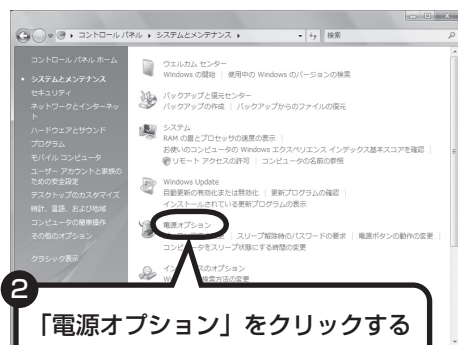 コントロール パネル ▸ システムとメンテナンス ▸
検索
コントロール パネル ホーム
システムとメンテナンス
セキュリティ
ネットワークとインターネッ
ト
ハードウェアとサウンド
プログラム
モバイル コンピュータ
ユーザー アカウントと家族の
ための安全設定
デスクトップのカスタマイズ
時計、言語、および地域
コンピュータの簡単操作
その他のオプション
クラシック表示
ウエルカム センター
Windows の開始 | 使用中の Windows のバージョンの検索
バックアップと復元センター
バックアップの作成 | バックアップからのファイルの復元
システム
RAM の量とプロセッサの速度の表示
お使いのコンピュータの Windows エクスペリエンス インデックス基本スコアを確認
リモート アクセスの許可 | コンピュータの名前の参照
Windows Update
自動更新の有効化または無効化 | 更新プログラムの確認
インストールされている更新プログラムの表示
電源オプション
スリープ解除時のパスワードの要求 | 電源ボタンの動作の変更
コンピュータをスリープ状態にする時間の変更
のオプション
検索方法の変更
2
「電源オプション」をクリックする